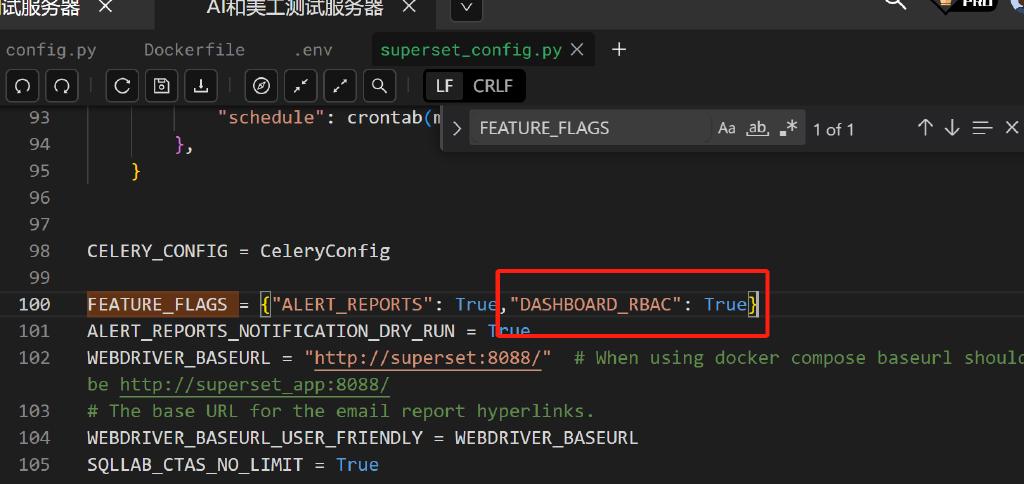 试服务器 × AI和美工测试服务器 × PRO
config.py Dockerfile .env superset_config.py × +
LF CRLF
FEATURE_FLAGS Aa ab .* 1 of 1
93 "schedule": crontab(m
94 },
95 }
96
97
98 CELERY_CONFIG = CeleryConfig
99
100 FEATURE_FLAGS = {"ALERT_REPORTS": True,"DASHBOARD_RBAC": True}
101 ALERT_REPORTS_NOTIFICATION_DRY_RUN = True
102 WEBDRIVER_BASEURL = "http://superset:8088/" # When using docker compose baseurl should
be http://superset_app:8088/
103 # The base URL for the email report hyperlinks.
104 WEBDRIVER_BASEURL_USER_FRIENDLY = WEBDRIVER_BASEURL
105 SQLLAB_CTAS_NO_LIMIT = True